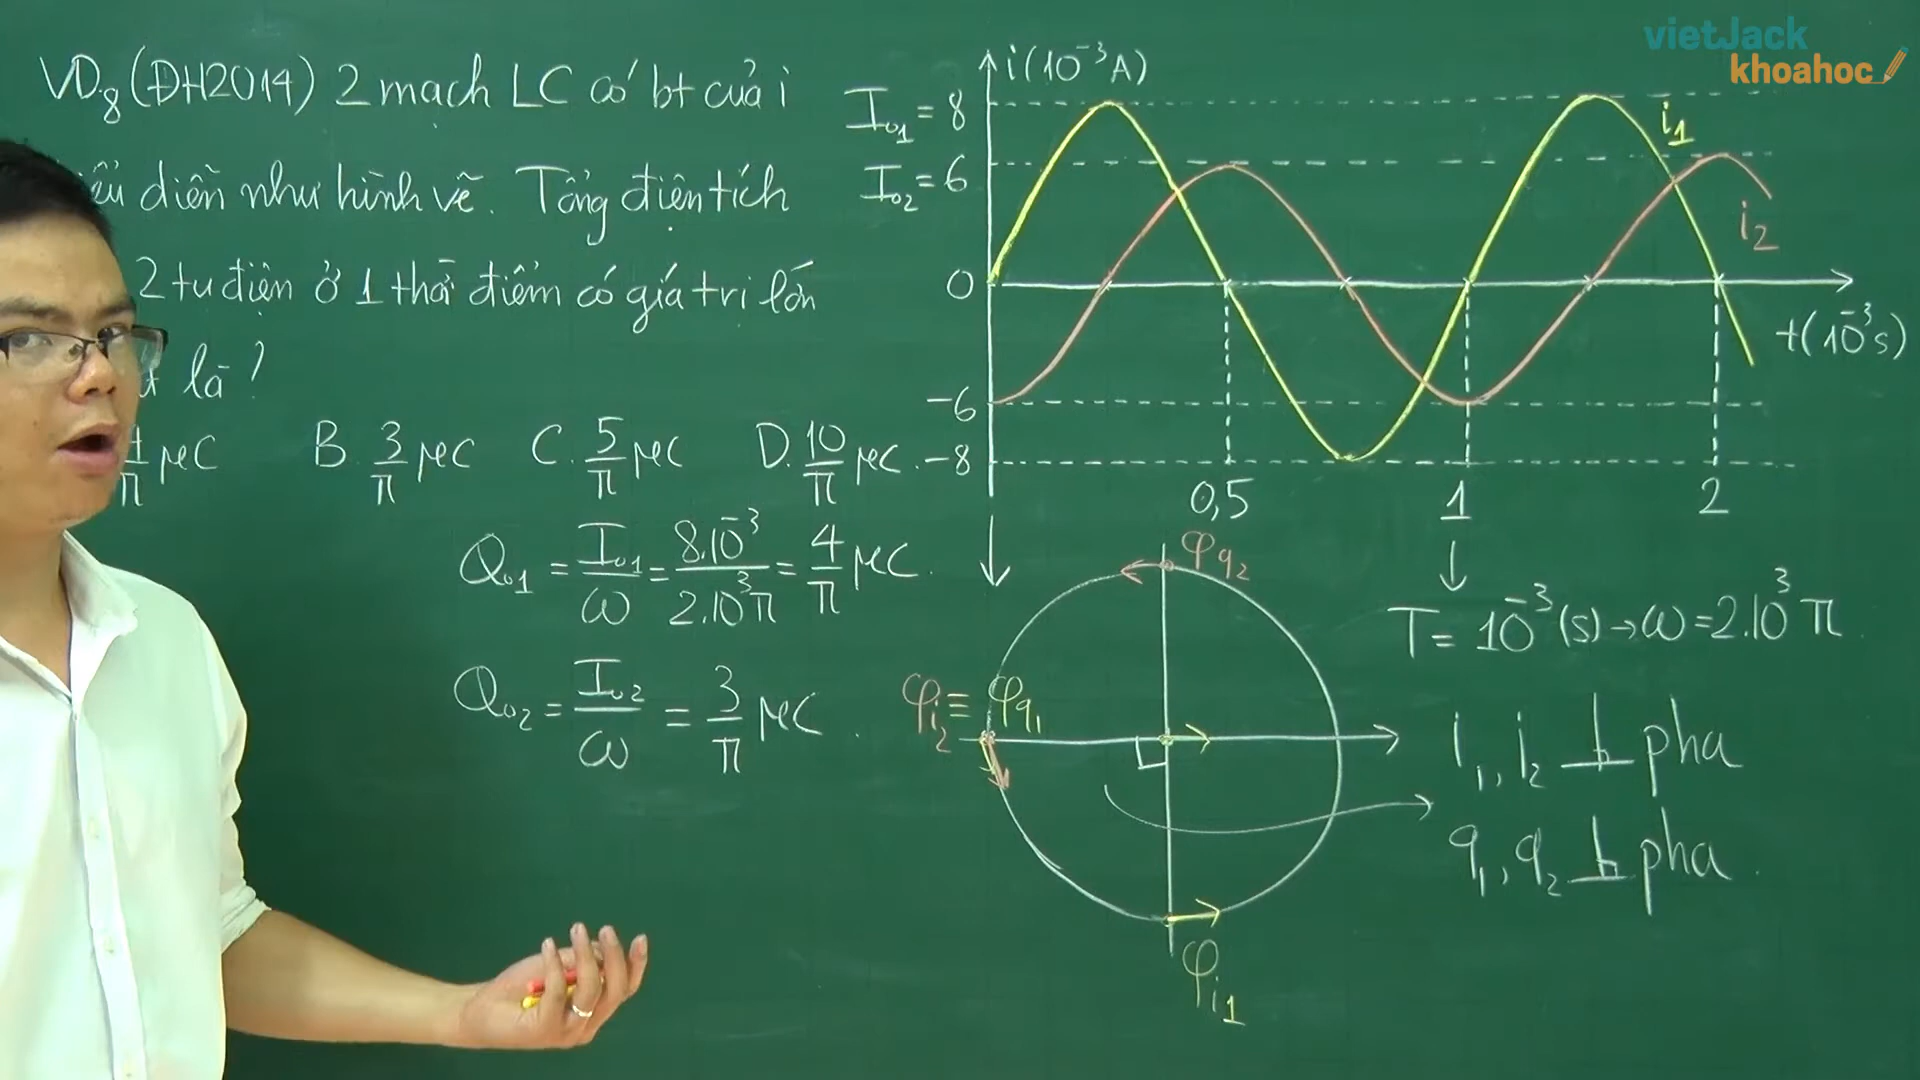 vietJack
khoahoc
VD8 (ĐH2014) 2 mạch LC có bt của i
diễn như hình vẽ. Tổng điện tích
2 tụ điện ở 1 thời điểm có giá trị lớn
là?
π μC B. 3/π μC C. 5/π μC D. 10/π μC.
Q₀₁ = I₀₁/ω = 8.10⁻³/2.10³π = 4/π μC.
Q₀₂ = I₀₂/ω = 3/π μC.
i(10⁻³A)
I₀₁ = 8
I₀₂ = 6
0
-6
-8
i₁
i₂
t(10⁻³s)
0,5 1 2
T = 10⁻³(s) → ω = 2.10³π
φq₂
φi₂ ≡ φq₁
φi₁
i₁, i₂ ⊥ pha
q₁, q₂ ⊥ pha.